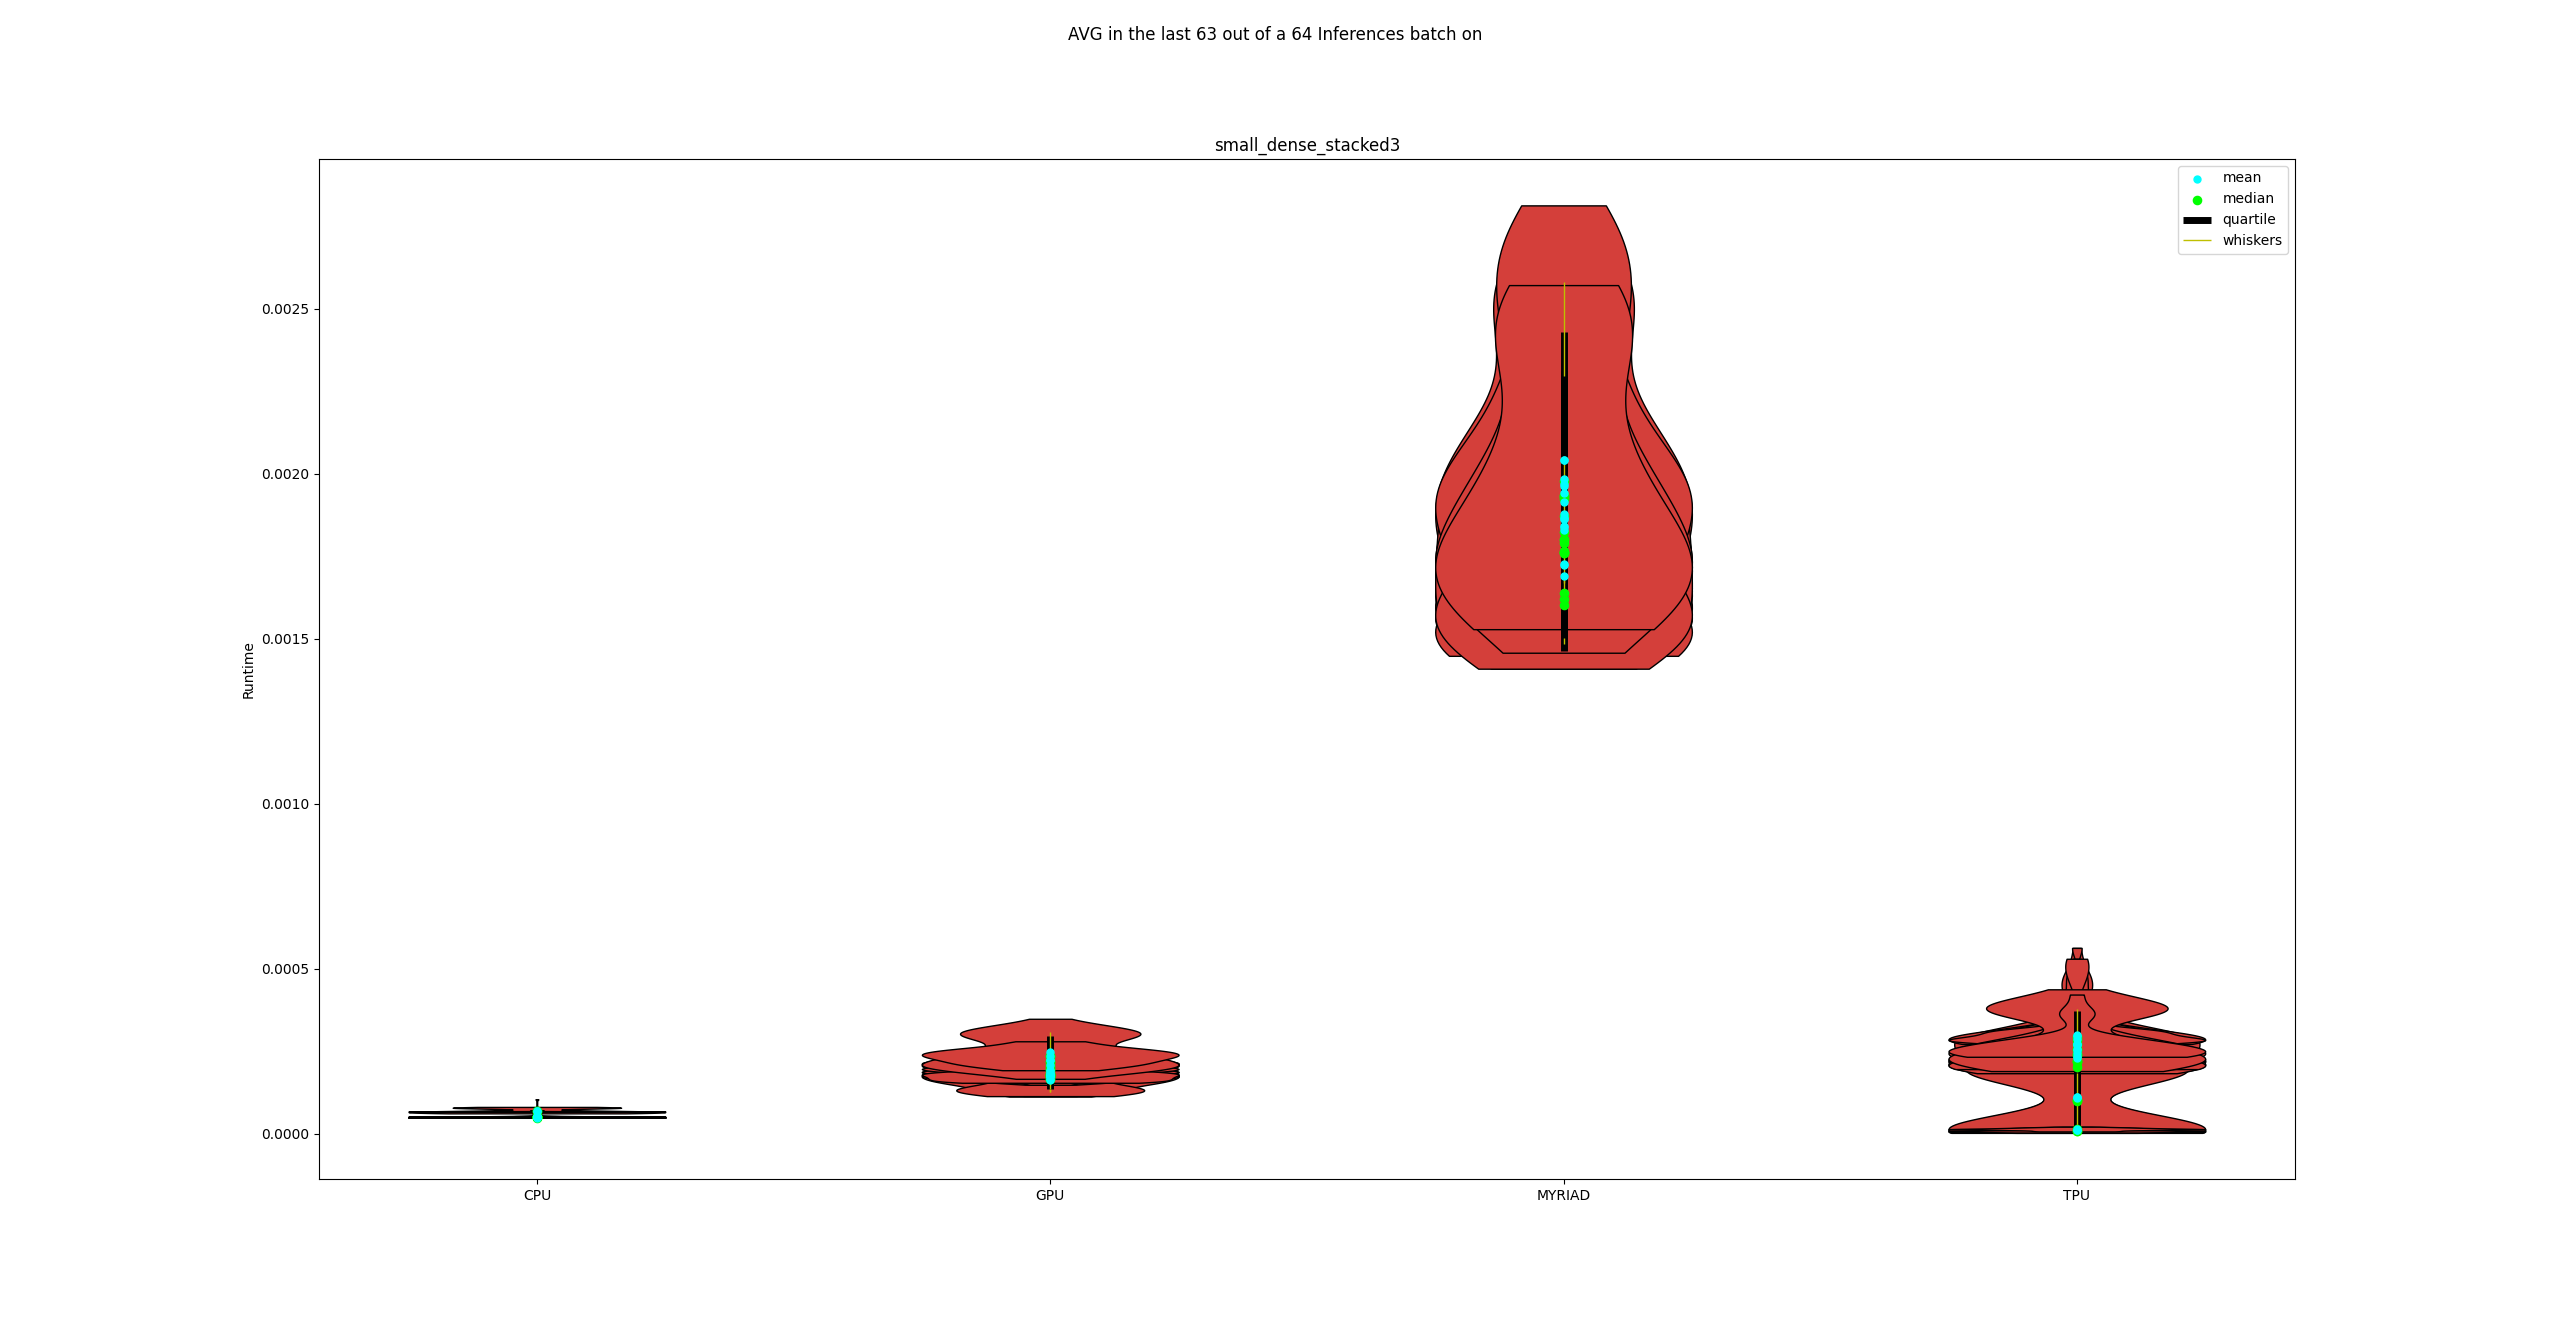 AVG in the last 63 out of a 64 Inferences batch on
small_dense_stacked3
mean
median
quartile
whiskers
0.0025
0.0020
0.0015
0.0010
0.0005
0.0000
Runtime
CPU
GPU
MYRIAD
TPU